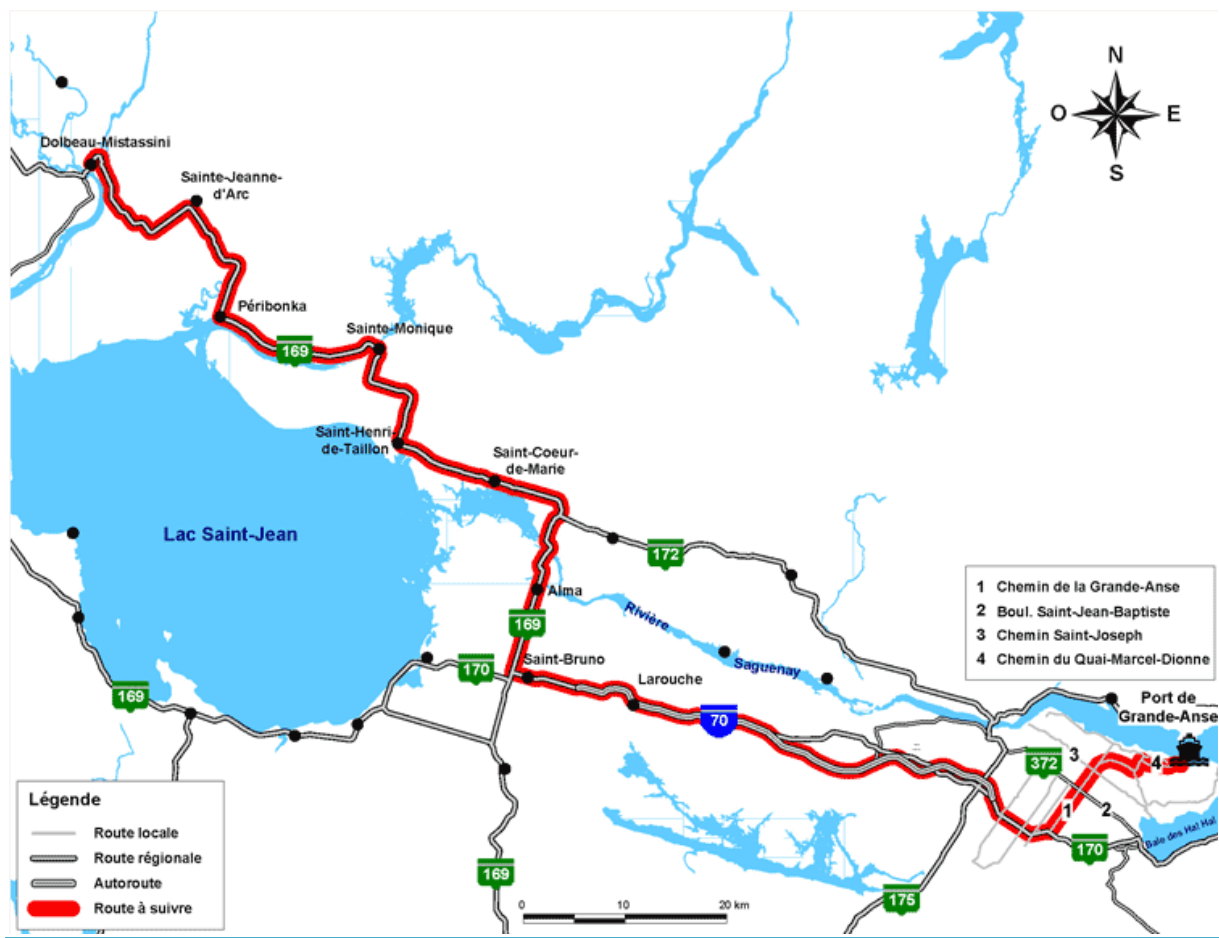 N
O
E
S
Dolbeau-Mistassini
Sainte-Jeanne-
d'Arc
Péribonka
169
Sainte-Monique
Saint-Henri-
de-Taillon
Saint-Coeur-
de-Marie
Lac Saint-Jean
172
Alma
169
Rivière
Saguenay
Saint-Bruno
170
Larouche
169
70
1 Chemin de la Grande-Anse
2 Boul. Saint-Jean-Baptiste
3 Chemin Saint-Joseph
4 Chemin du Quai-Marcel-Dionne
Port de
Grande-Anse
3
372
4
1
2
Baie des Ha! Ha!
170
175
169
Légende
Route locale
Route régionale
Autoroute
Route à suivre
0 10 20 km